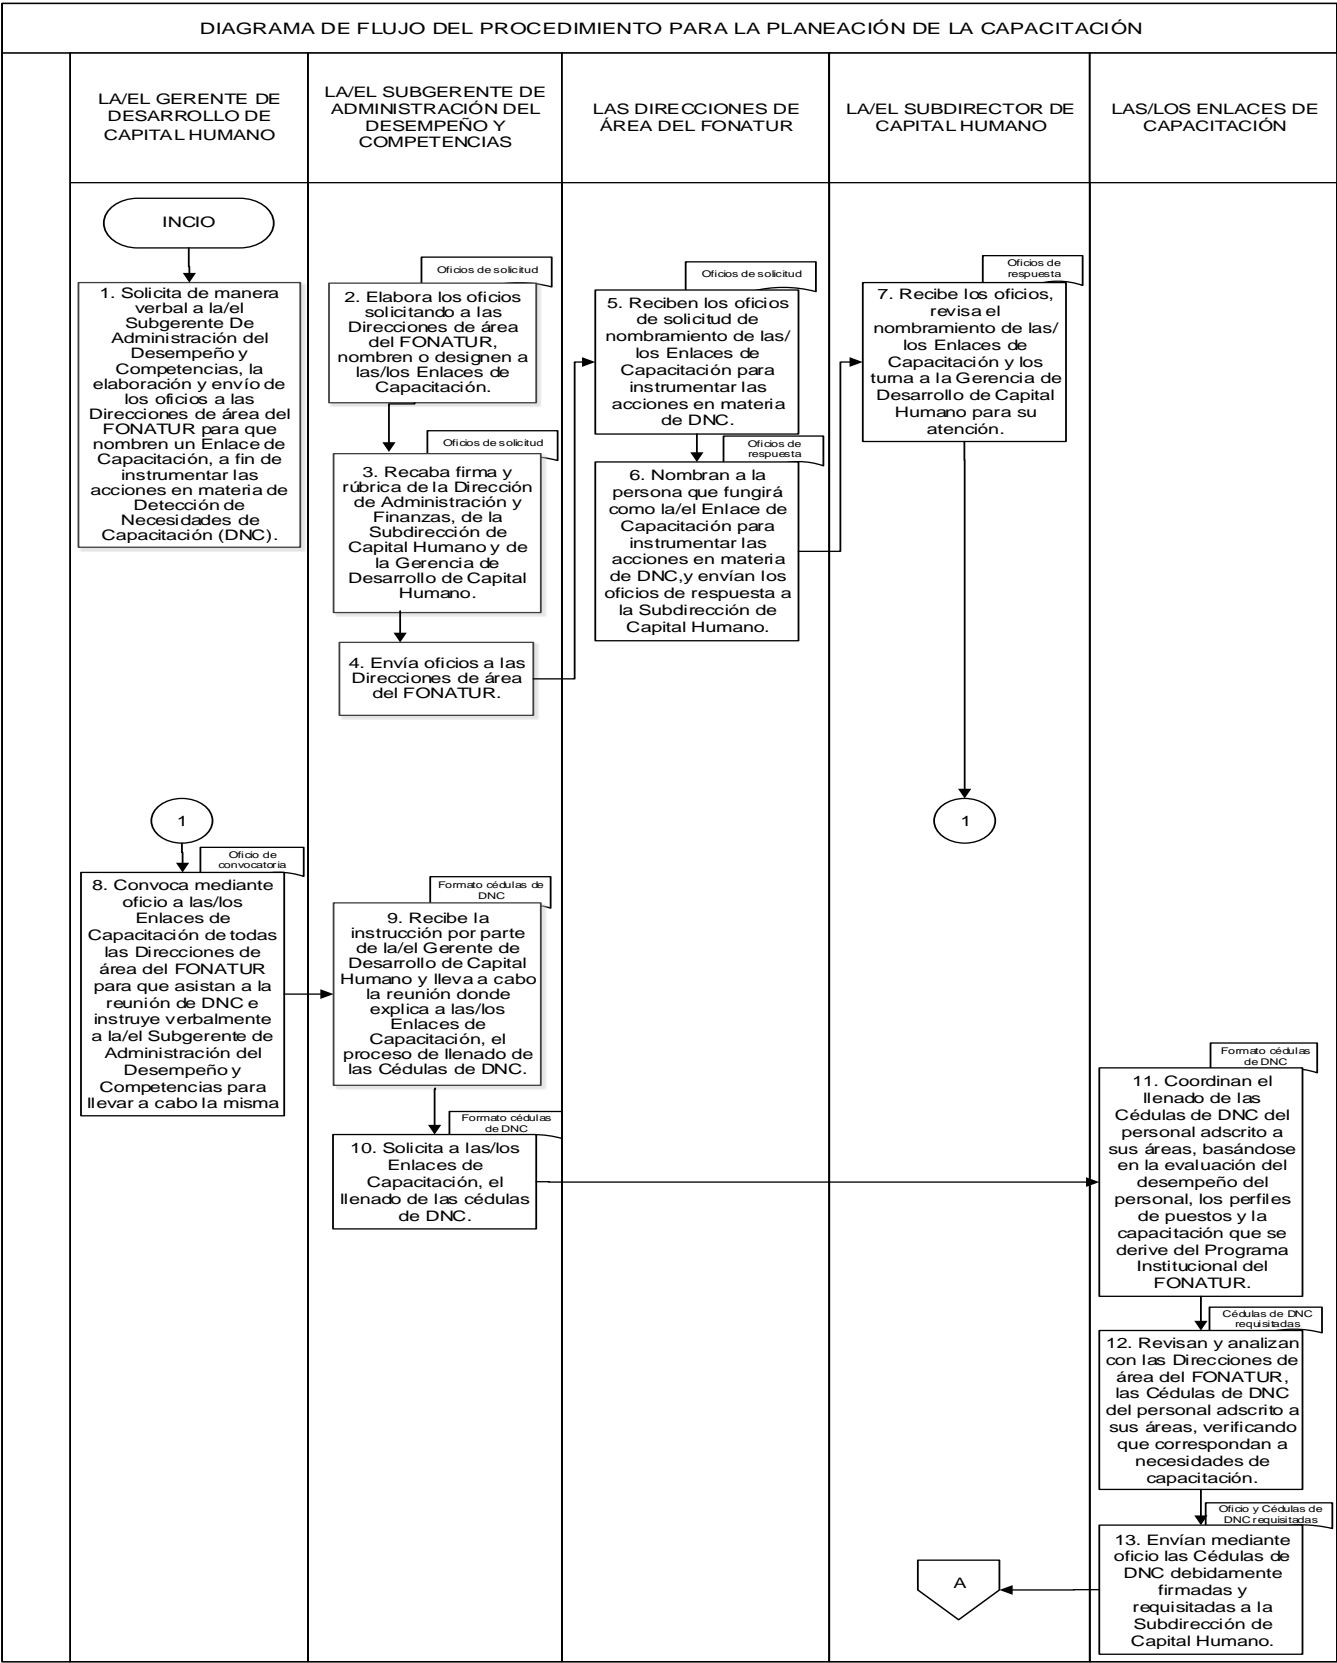 DIAGRAMA DE FLUJO DEL PROCEDIMIENTO PARA LA PLANEACIÓN DE LA CAPACITACIÓN
LA/EL GERENTE DE
DESARROLLO DE
CAPITAL HUMANO
LA/EL SUBGERENTE DE
ADMINISTRACIÓN DEL
DESEMPEÑO Y
COMPETENCIAS
LAS DIRECCIONES DE
ÁREA DEL FONATUR
LA/EL SUBDIRECTOR DE
CAPITAL HUMANO
LAS/LOS ENLACES DE
CAPACITACIÓN
INCIO
1. Solicita de manera
verbal a la/el
Subgerente De
Administración del
Desempeño y
Competencias, la
elaboración y envío de
los oficios a las
Direcciones de área del
FONATUR para que
nombren un Enlace de
Capacitación, a fin de
instrumentar las
acciones en materia de
Detección de
Necesidades de
Capacitación (DNC).
Oficios de solicitud
2. Elabora los oficios
solicitando a las
Direcciones de área
del FONATUR,
nombren o designen a
las/los Enlaces de
Capacitación.
Oficios de solicitud
3. Recaba firma y
rúbrica de la Dirección
de Administración y
Finanzas, de la
Subdirección de
Capital Humano y de
la Gerencia de
Desarrollo de Capital
Humano.
4. Envía oficios a las
Direcciones de área
del FONATUR.
Oficios de solicitud
5. Reciben los oficios
de solicitud de
nombramiento de las/
los Enlaces de
Capacitación para
instrumentar las
acciones en materia
de DNC.
Oficios de
respuesta
6. Nombran a la
persona que fungirá
como la/el Enlace de
Capacitación para
instrumentar las
acciones en materia
de DNC,y envían los
oficios de respuesta a
la Subdirección de
Capital Humano.
Oficios de
respuesta
7. Recibe los oficios,
revisa el
nombramiento de las/
los Enlaces de
Capacitación y los
turna a la Gerencia de
Desarrollo de Capital
Humano para su
atención.
1
1
Oficio de
convocatoria
8. Convoca mediante
oficio a las/los
Enlaces de
Capacitación de todas
las Direcciones de
área del FONATUR
para que asistan a la
reunión de DNC e
instruye verbalmente
a la/el Subgerente de
Administración del
Desempeño y
Competencias para
llevar a cabo la misma
Formato cédulas de
DNC
9. Recibe la
instrucción por parte
de la/el Gerente de
Desarrollo de Capital
Humano y lleva a cabo
la reunión donde
explica a las/los
Enlaces de
Capacitación, el
proceso de llenado de
las Cédulas de DNC.
Formato cédulas
de DNC
10. Solicita a las/los
Enlaces de
Capacitación, el
llenado de las cédulas
de DNC.
Formato cédulas
de DNC
11. Coordinan el
llenado de las
Cédulas de DNC del
personal adscrito a
sus áreas, basándose
en la evaluación del
desempeño del
personal, los perfiles
de puestos y la
capacitación que se
derive del Programa
Institucional del
FONATUR.
Cédulas de DNC
requisitadas
12. Revisan y analizan
con las Direcciones de
área del FONATUR,
las Cédulas de DNC
del personal adscrito a
sus áreas, verificando
que correspondan a
necesidades de
capacitación.
Oficio y Cédulas de
DNC requisitadas
13. Envían mediante
oficio las Cédulas de
DNC debidamente
firmadas y
requisitadas a la
Subdirección de
Capital Humano.
A